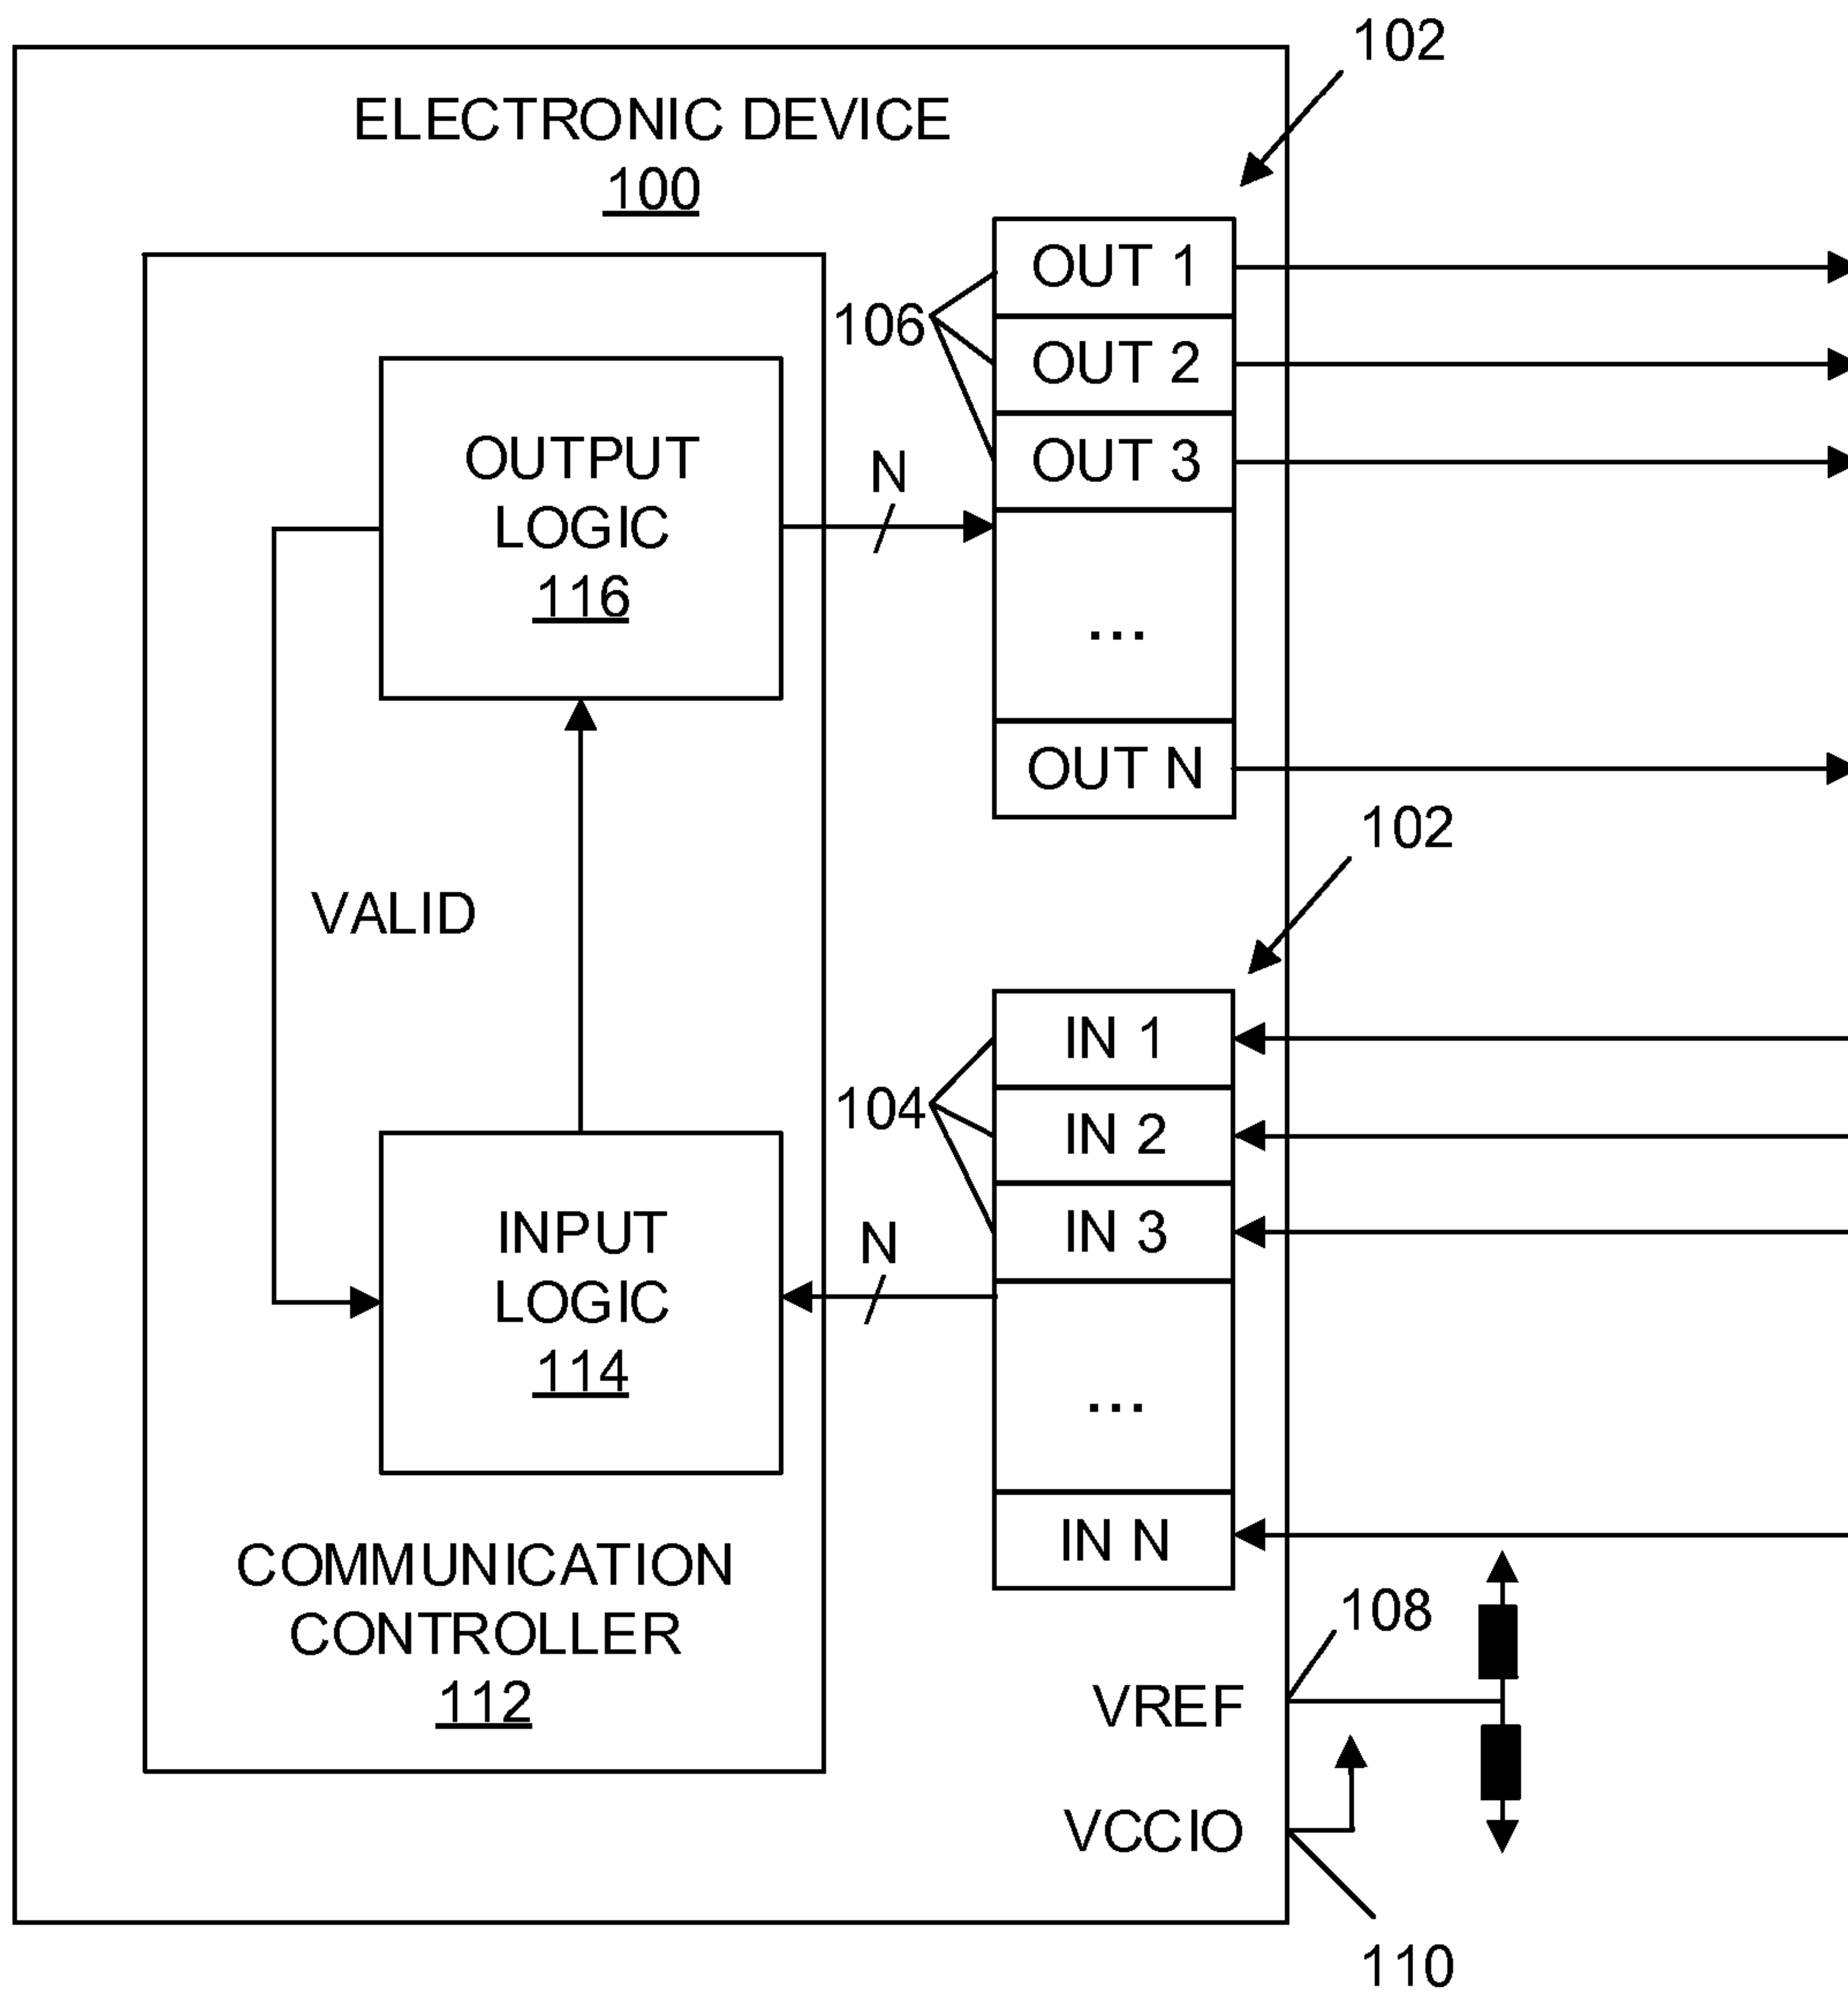 102
ELECTRONIC DEVICE
100
OUT 1
106
OUT 2
OUT 3
OUTPUT
LOGIC
116
N
...
OUT N
102
VALID
IN 1
104
IN 2
IN 3
INPUT
LOGIC
114
N
...
IN N
COMMUNICATION
CONTROLLER
112
108
VREF
VCCIO
110